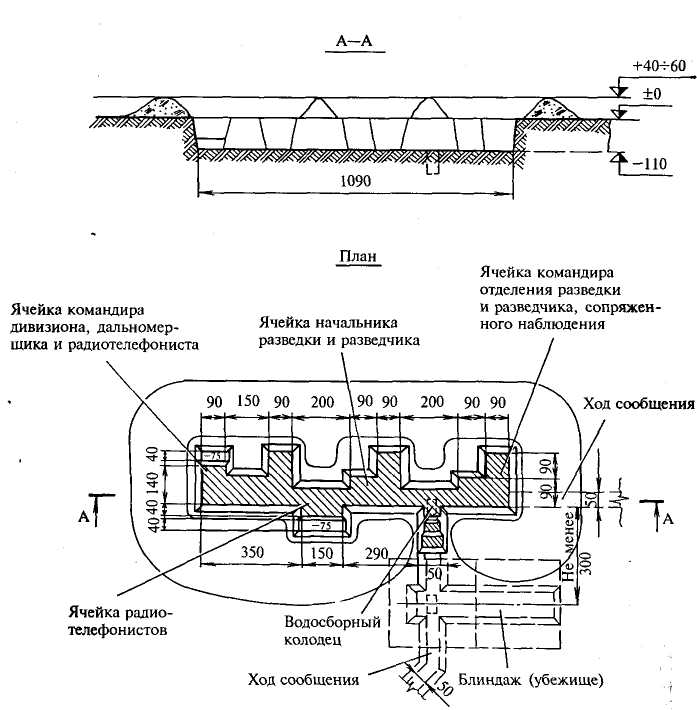 А—А
+40÷60
±0
−110
1090
План
Ячейка командира
отделения разведки
и разведчика, сопряжен-
ного наблюдения
Ячейка командира
дивизиона, дальномер-
щика и радиотелефониста
Ячейка начальника
разведки и разведчика
Ход сообщения
90 150 90 200 90 90 200 90 90
40
140
40
40
−75
−75
90
90
50
А
А
350 150 290
50
Не менее
300
Ячейка радио-
телефонистов
Водосборный
колодец
Ход сообщения
50
Блиндаж (убежище)